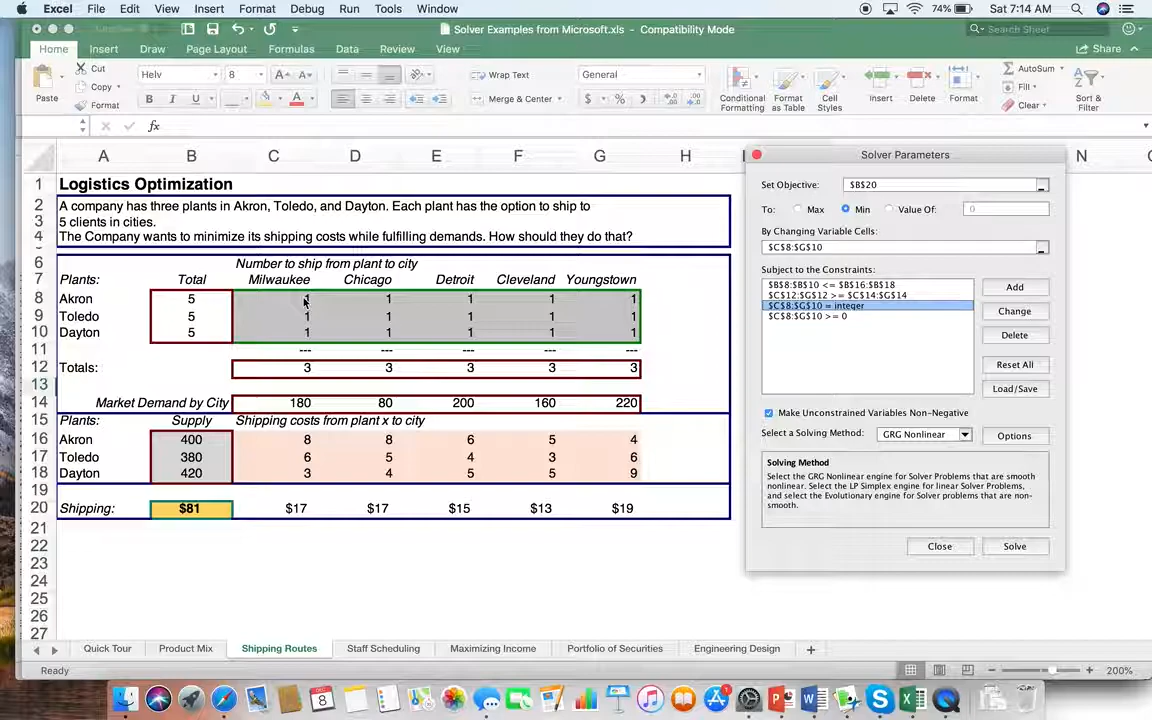 Excel File Edit View Insert Format Debug Run Tools Window 74% Sat 7:14 AM
Solver Examples from Microsoft.xls - Compatibility Mode Search Sheet
Home Insert Draw Page Layout Formulas Data Review View Share
Paste Cut Copy Format Helv 8 A A Wrap Text General AutoSum
B I U A Merge & Center $ % Conditional Formatting Format as Table Cell Styles Insert Delete Format Fill Clear Sort & Filter
fx
A B C D E F G H N
1 Logistics Optimization
2 A company has three plants in Akron, Toledo, and Dayton. Each plant has the option to ship to
3 5 clients in cities.
4 The Company wants to minimize its shipping costs while fulfilling demands. How should they do that?
6 Number to ship from plant to city
7 Plants: Total Milwaukee Chicago Detroit Cleveland Youngstown
8 Akron 5 1 1 1 1 1
9 Toledo 5 1 1 1 1 1
10 Dayton 5 1 1 1 1 1
11 --- --- --- --- ---
12 Totals: 3 3 3 3 3
13
14 Market Demand by City 180 80 200 160 220
15 Plants: Supply Shipping costs from plant x to city
16 Akron 400 8 8 6 5 4
17 Toledo 380 6 5 4 3 6
18 Dayton 420 3 4 5 5 9
19
20 Shipping: $81 $17 $17 $15 $13 $19
21
22
23
24
25
26
27
Solver Parameters
Set Objective: $B$20
To: Max Min Value Of: 0
By Changing Variable Cells:
$C$8:$G$10
Subject to the Constraints:
$B$8:$B$10 <= $B$16:$B$18
$C$12:$G$12 >= $C$14:$G$14
$C$8:$G$10 = integer
$C$8:$G$10 >= 0
Add
Change
Delete
Reset All
Load/Save
Make Unconstrained Variables Non-Negative
Select a Solving Method: GRG Nonlinear Options
Solving Method
Select the GRG Nonlinear engine for Solver Problems that are smooth
nonlinear. Select the LP Simplex engine for linear Solver Problems,
and select the Evolutionary engine for Solver problems that are non-
smooth.
Close Solve
Quick Tour Product Mix Shipping Routes Staff Scheduling Maximizing Income Portfolio of Securities Engineering Design +
Ready 200%